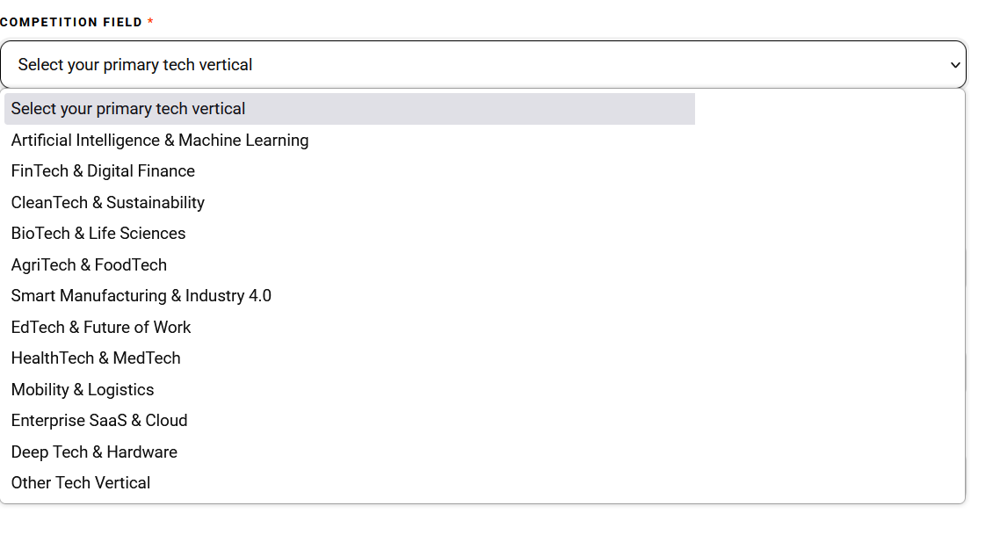 COMPETITION FIELD *
Select your primary tech vertical
Select your primary tech vertical
Artificial Intelligence & Machine Learning
FinTech & Digital Finance
CleanTech & Sustainability
BioTech & Life Sciences
AgriTech & FoodTech
Smart Manufacturing & Industry 4.0
EdTech & Future of Work
HealthTech & MedTech
Mobility & Logistics
Enterprise SaaS & Cloud
Deep Tech & Hardware
Other Tech Vertical